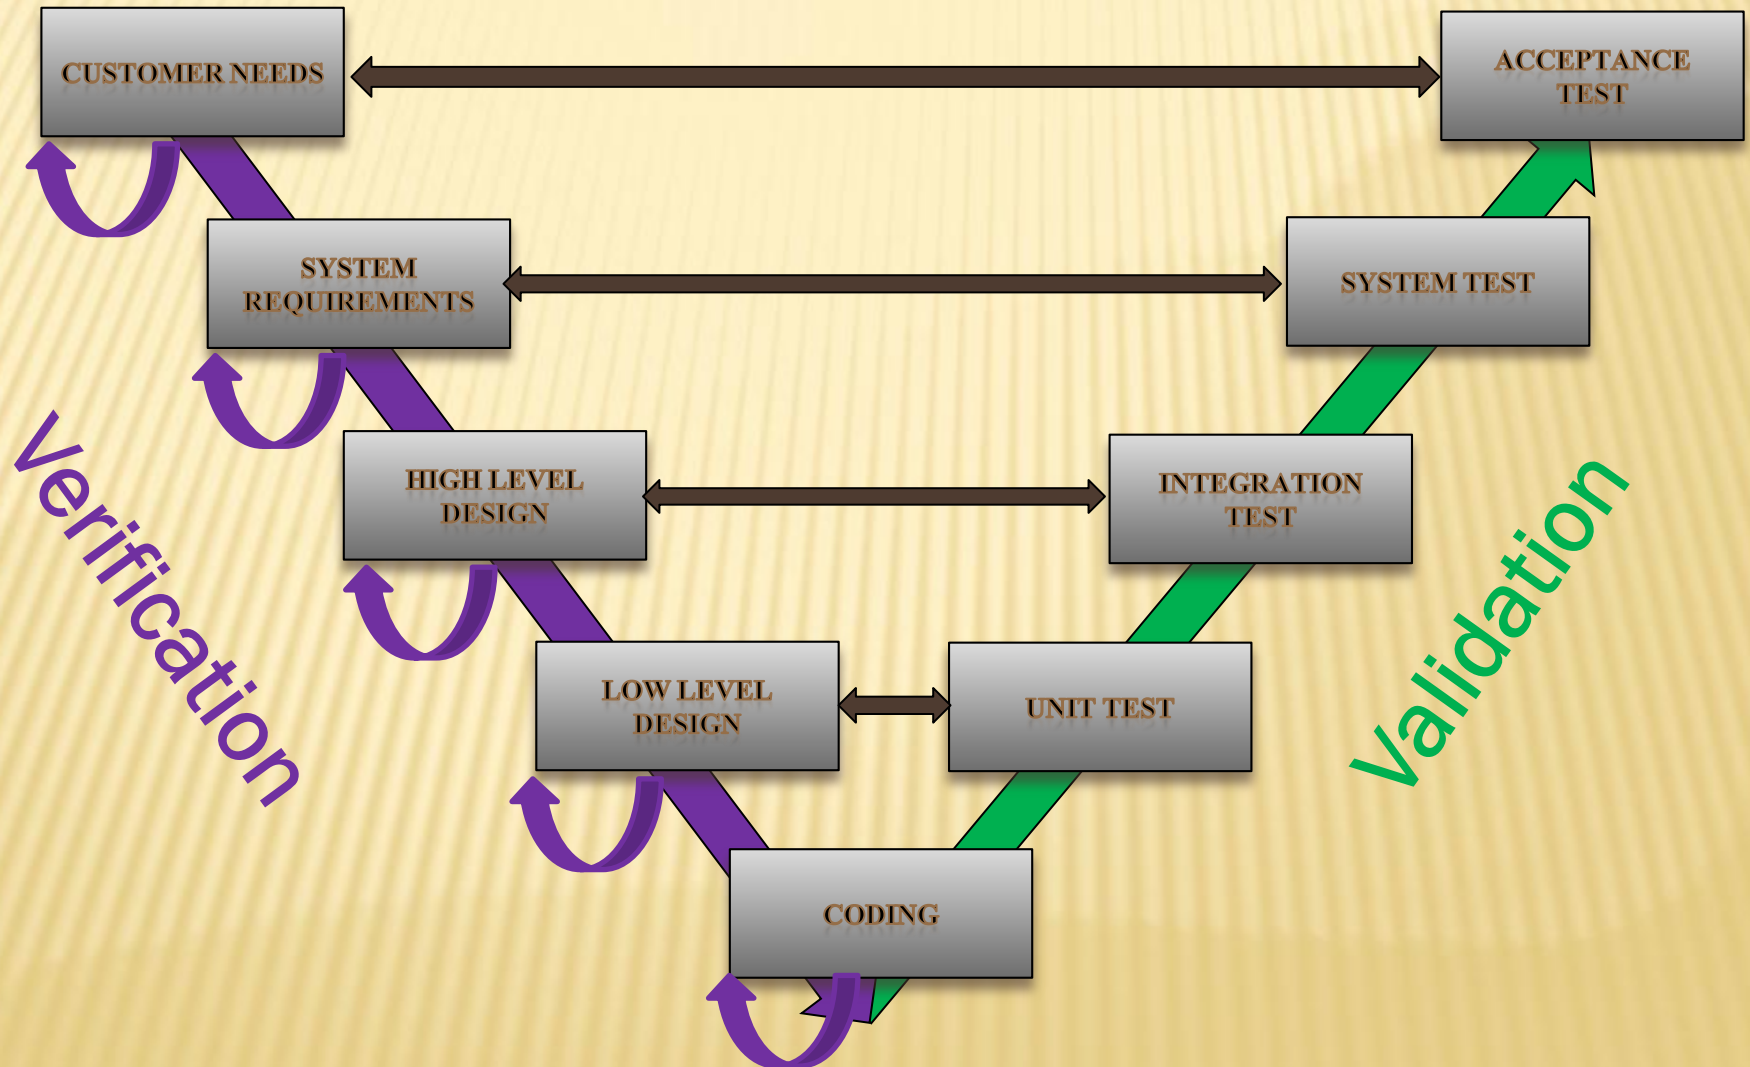 CUSTOMER NEEDS
ACCEPTANCE
TEST
SYSTEM
REQUIREMENTS
SYSTEM TEST
HIGH LEVEL
DESIGN
INTEGRATION
TEST
Verification
Validation
LOW LEVEL
DESIGN
UNIT TEST
CODING